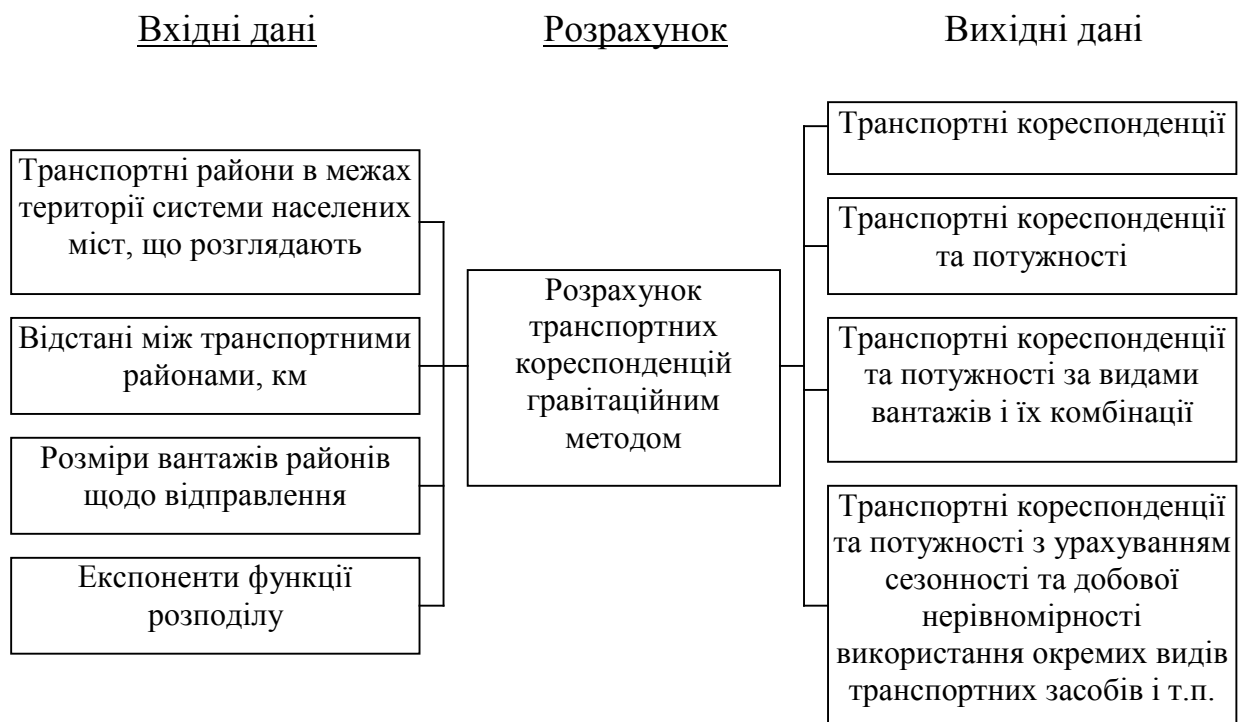 Вхідні дані
Розрахунок
Вихідні дані
Транспортні райони в межах
території системи населених
міст, що розглядають
Відстані між транспортними
районами, км
Розміри вантажів районів
щодо відправлення
Експоненти функції
розподілу
Розрахунок
транспортних
кореспонденцій
гравітаційним
методом
Транспортні кореспонденції
Транспортні кореспонденції
та потужності
Транспортні кореспонденції
та потужності за видами
вантажів і їх комбінації
Транспортні кореспонденції
та потужності з урахуванням
сезонності та добової
нерівномірності
використання окремих видів
транспортних засобів і т.п.